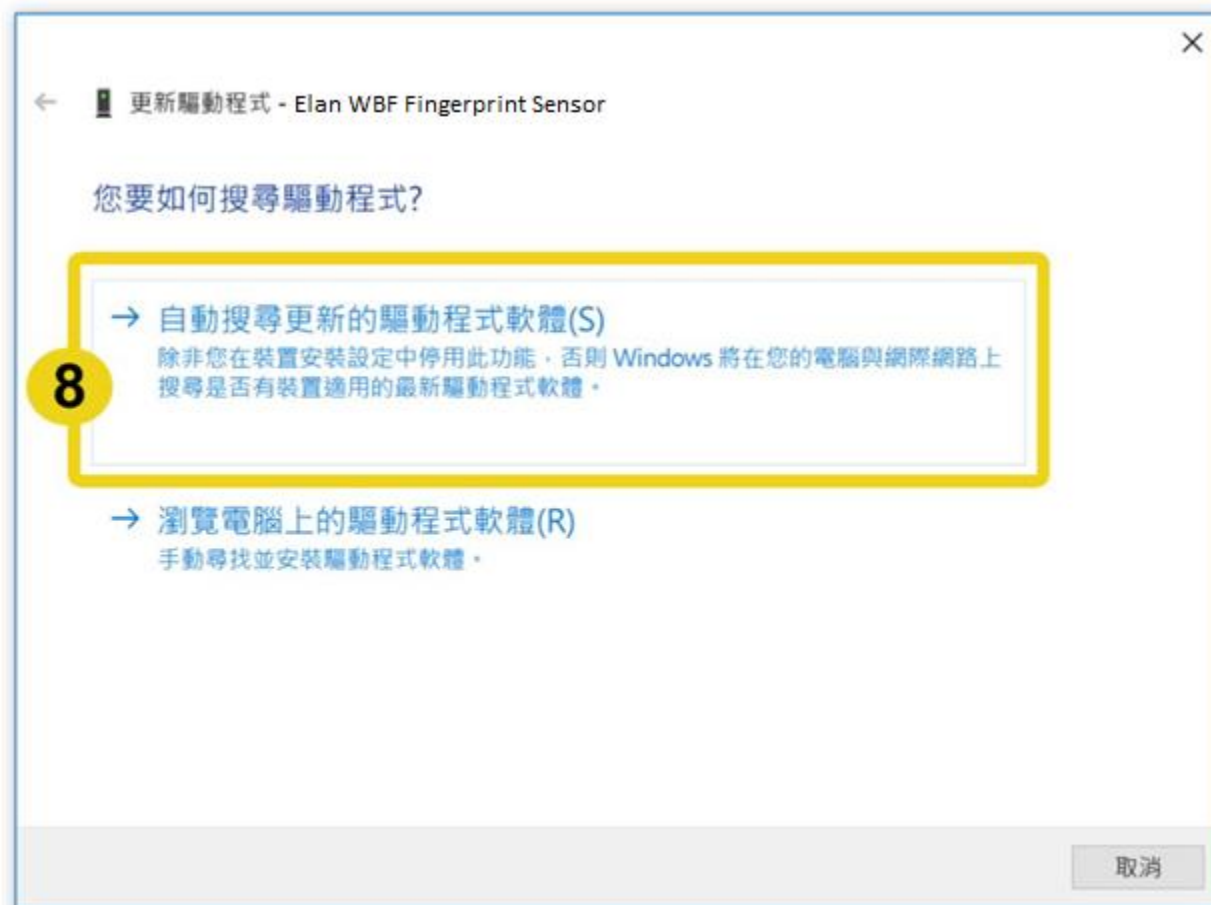 更新驅動程式 - Elan WBF Fingerprint Sensor
您要如何搜尋驅動程式?
→ 自動搜尋更新的驅動程式軟體(S)
除非您在裝置安裝設定中停用此功能，否則 Windows 將在您的電腦與網際網路上
搜尋是否有裝置適用的最新驅動程式軟體。
8
→ 瀏覽電腦上的驅動程式軟體(R)
手動尋找並安裝驅動程式軟體。
取消